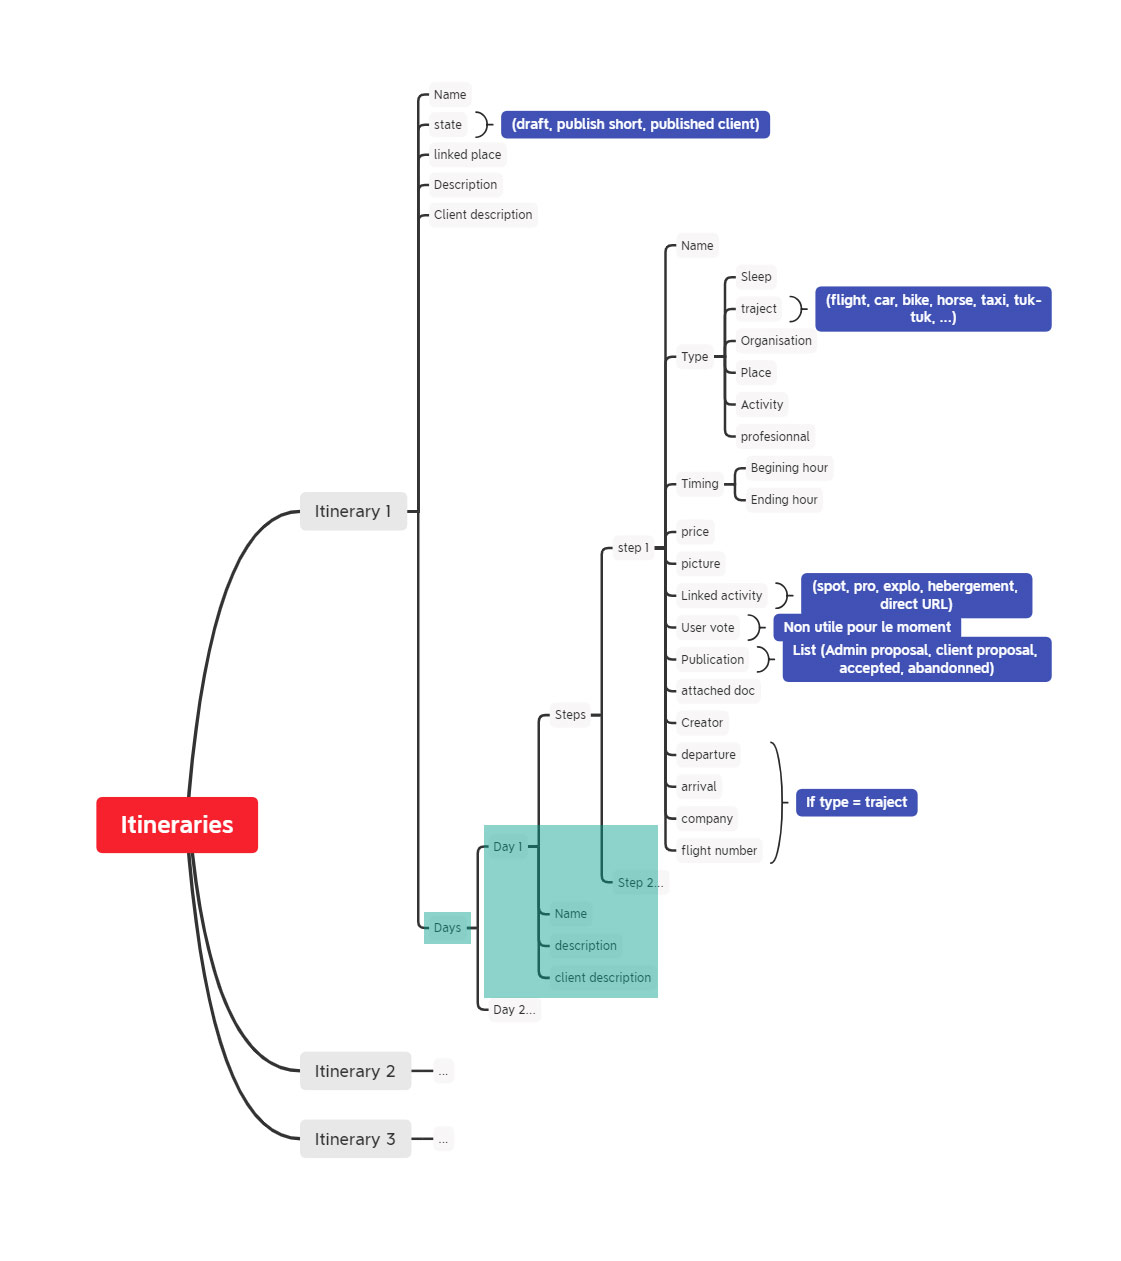 Name
state
(draft, publish short, published client)
linked place
Description
Client description
Name
Type
Sleep
traject
(flight, car, bike, horse, taxi, tuk-
tuk, ...)
Organisation
Place
Activity
profesionnal
Timing
Begining hour
Ending hour
Itinerary 1
step 1
price
picture
Linked activity
(spot, pro, explo, hebergement,
direct URL)
User vote
Non utile pour le moment
Publication
List (Admin proposal, client proposal,
accepted, abandonned)
attached doc
Steps
Creator
departure
arrival
If type = traject
company
flight number
Itineraries
Day 1
Step 2...
Name
Days
description
client description
Day 2...
Itinerary 2
...
Itinerary 3
...